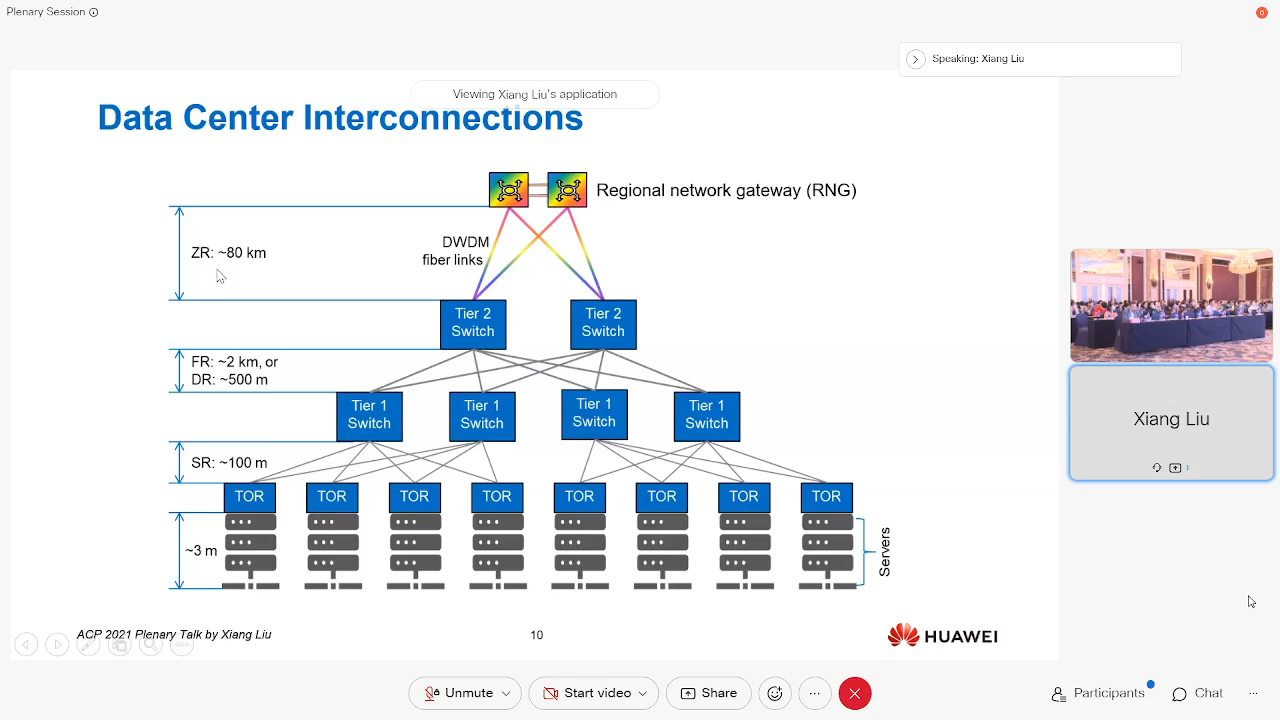 Plenary Session
Speaking: Xiang Liu
Viewing Xiang Liu's application
Data Center Interconnections
Regional network gateway (RNG)
DWDM
fiber links
ZR: ~80 km
Tier 2
Switch
Tier 2
Switch
FR: ~2 km, or
DR: ~500 m
Tier 1
Switch
Tier 1
Switch
Tier 1
Switch
Tier 1
Switch
Xiang Liu
SR: ~100 m
TOR
TOR
TOR
TOR
TOR
TOR
TOR
TOR
~3 m
Servers
ACP 2021 Plenary Talk by Xiang Liu
10
HUAWEI
Unmute
Start video
Share
Participants
Chat